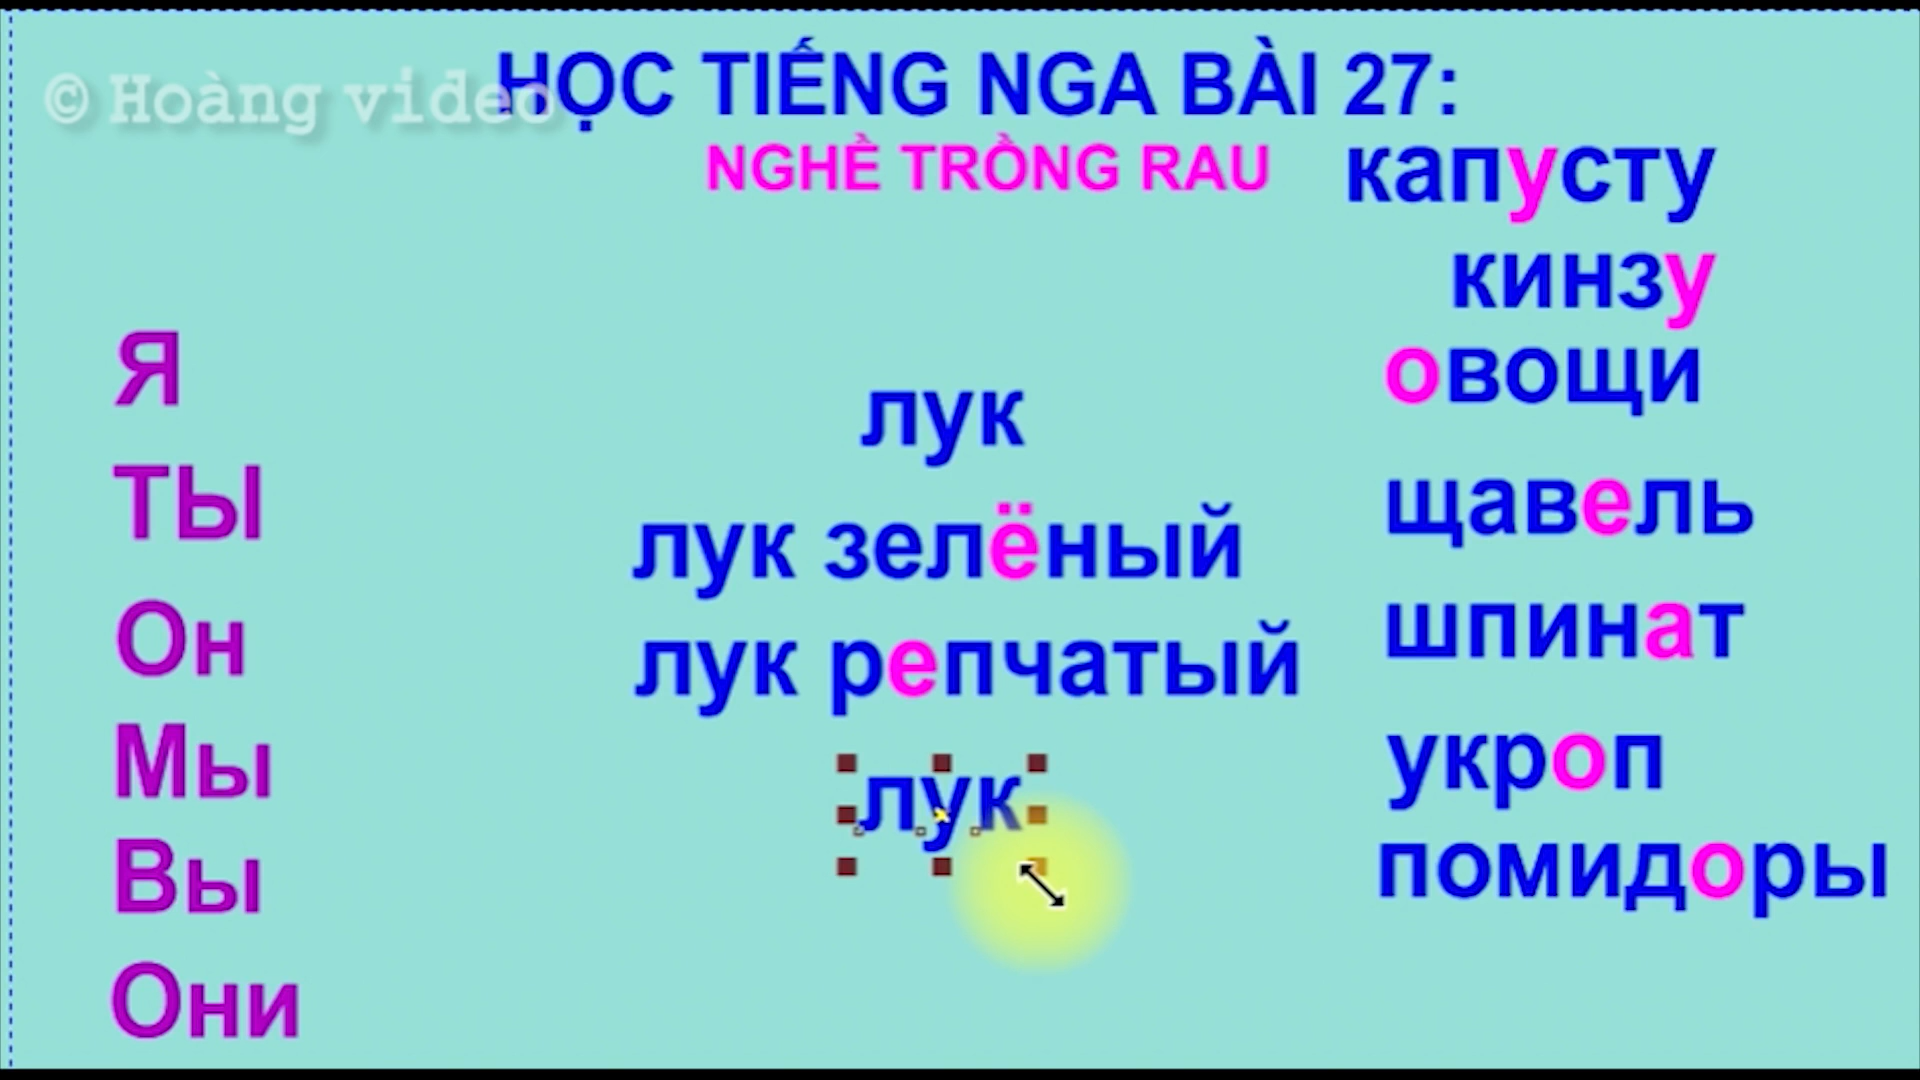 © Hoàng video
HỌC TIẾNG NGA BÀI 27:
NGHỀ TRỒNG RAU
Я
ТЫ
Он
Мы
Вы
Они
лук
лук зелёный
лук репчатый
лук
капусту
кинзу
овощи
щавель
шпинат
укроп
помидоры